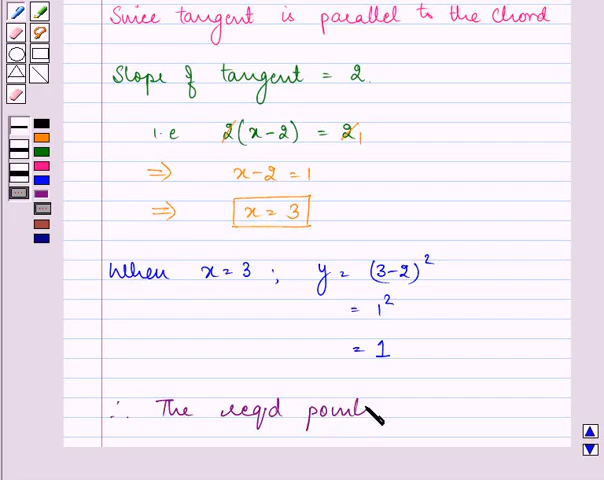 Since tangent is parallel to the Chord
Slope of tangent = 2.
i.e 2(x-2) = 2 1
⇒ x-2 = 1
⇒ x = 3
When x = 3 ; y = (3-2)²
= 1²
= 1
∴ The reqd point